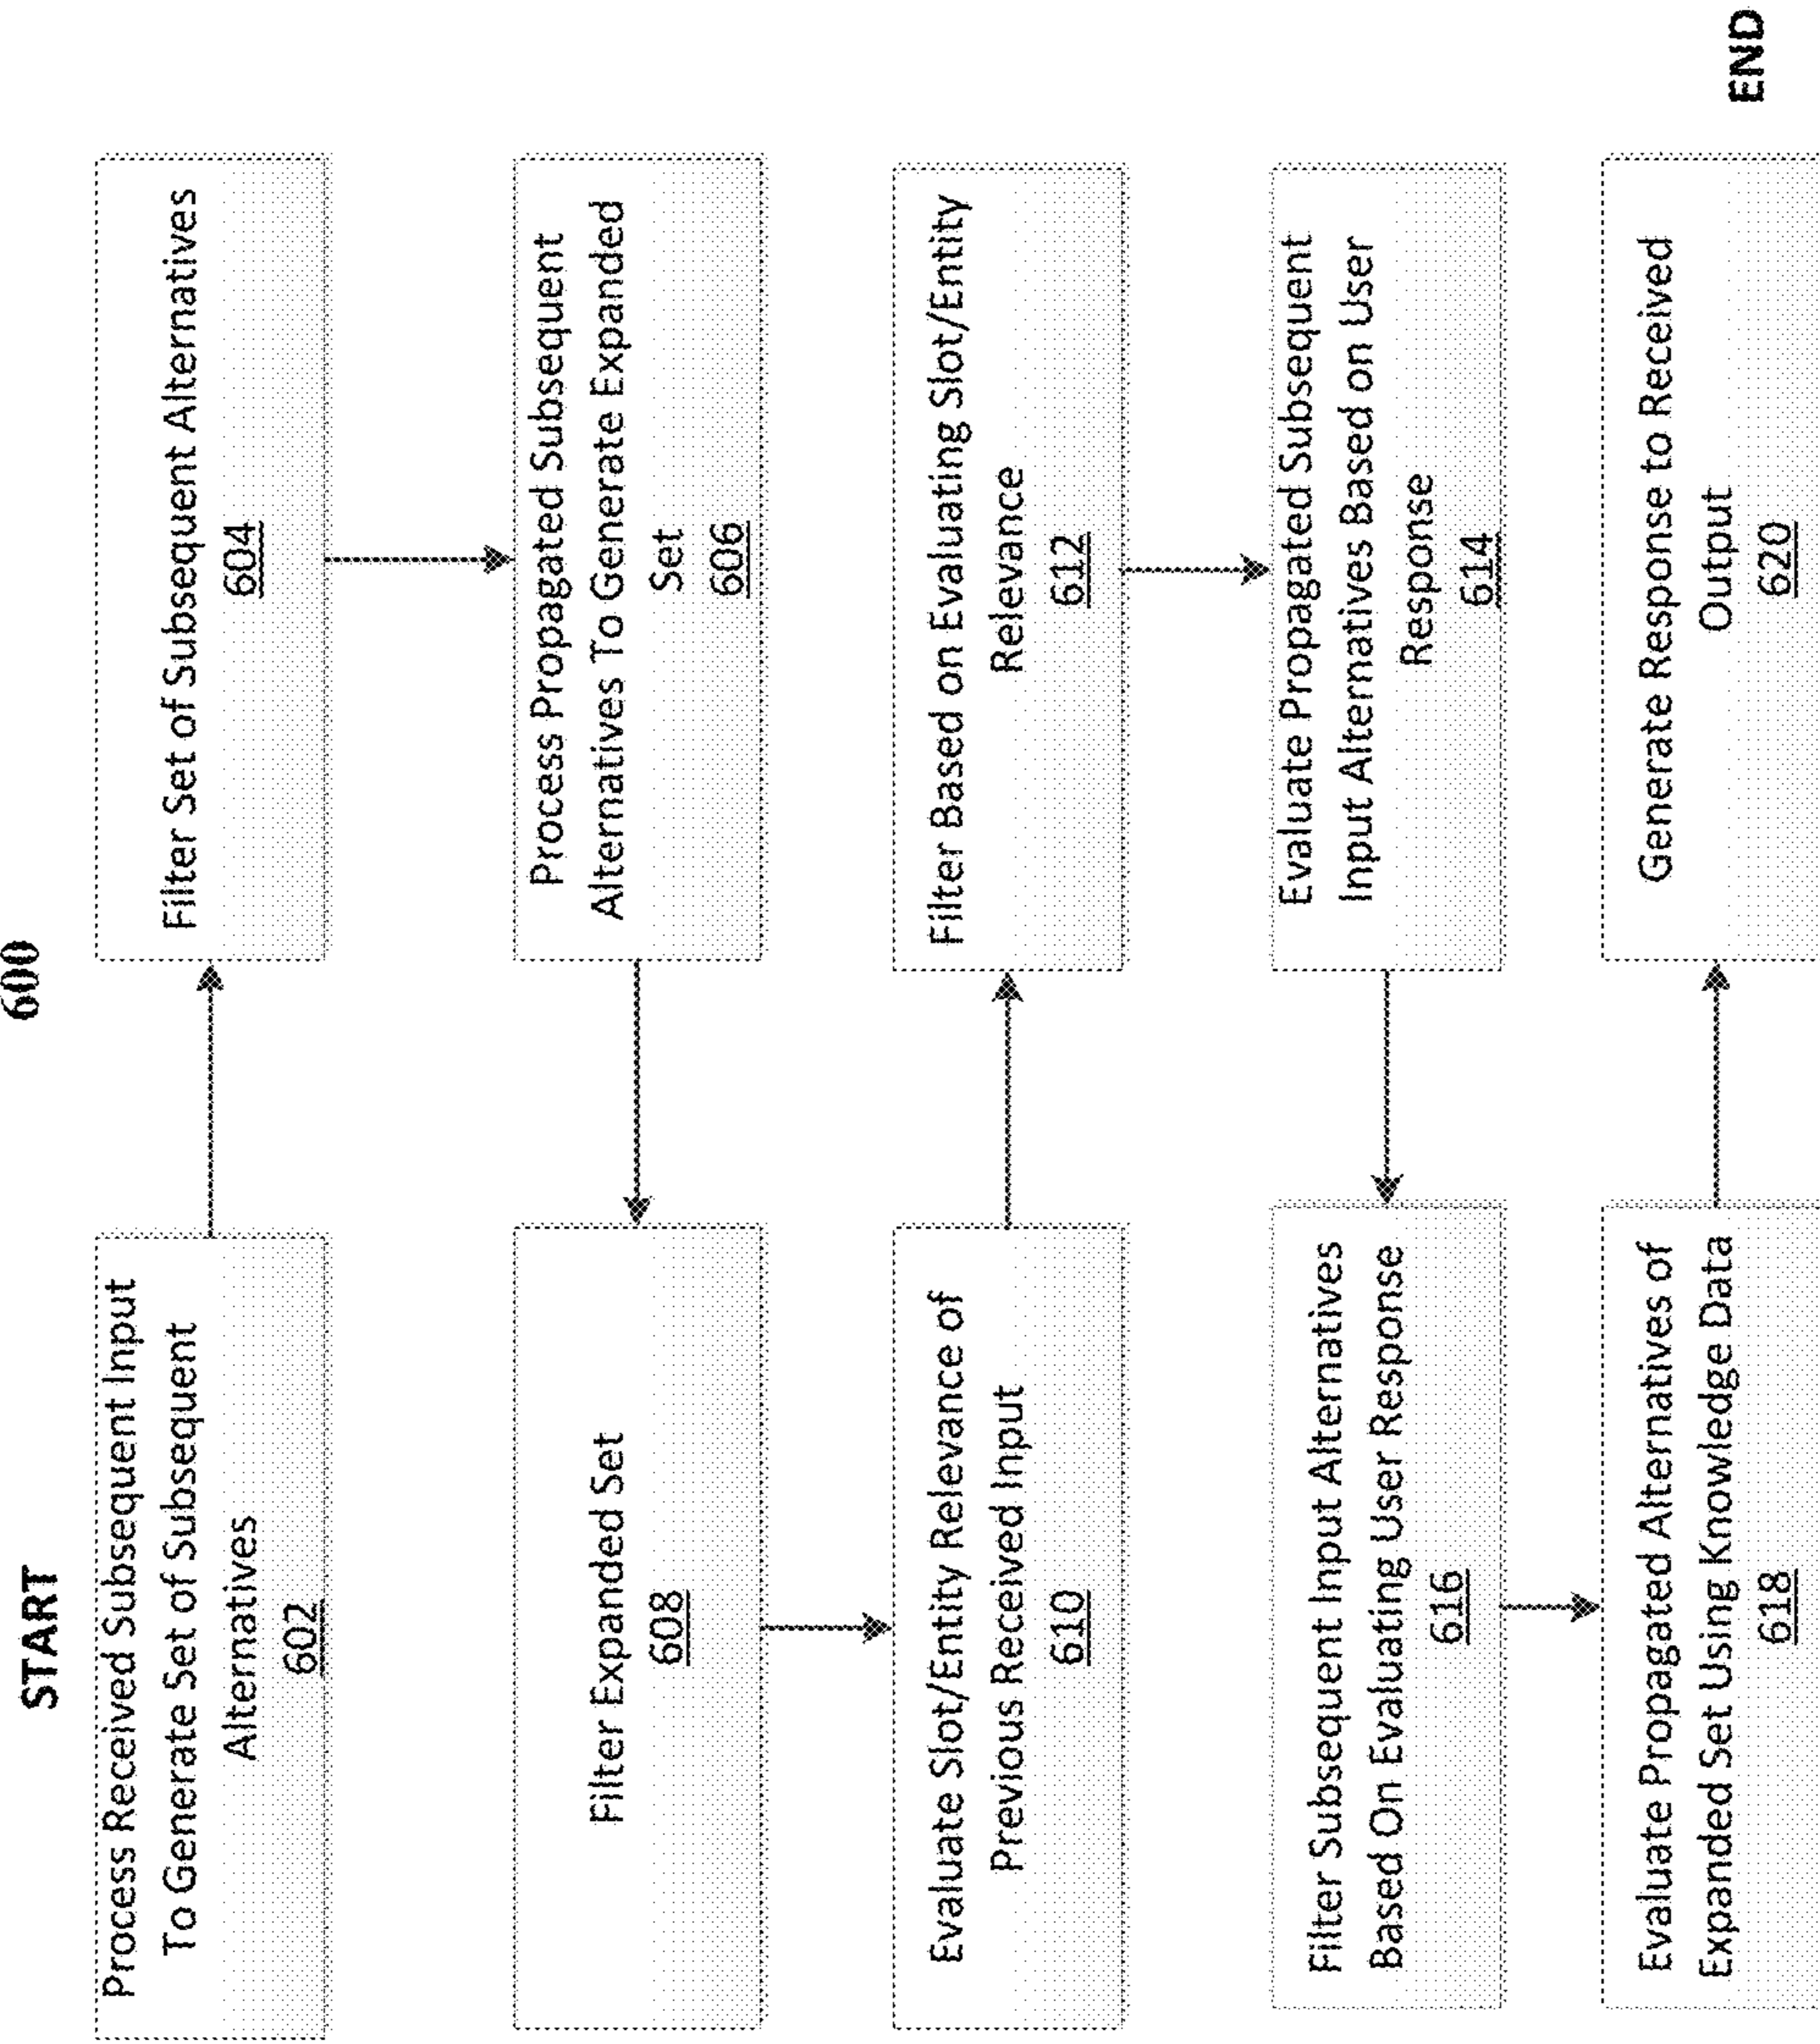 600
START
Process Received Subsequent Input
To Generate Set of Subsequent
Alternatives
602
Filter Set of Subsequent Alternatives
604
Process Propagated Subsequent
Alternatives To Generate Expanded
Set
606
Filter Expanded Set
608
Evaluate Slot/Entity Relevance of
Previous Received Input
610
Filter Based on Evaluating Slot/Entity
Relevance
612
Evaluate Propagated Subsequent
Input Alternatives Based on User
Response
614
Filter Subsequent Input Alternatives
Based On Evaluating User Response
616
Evaluate Propagated Alternatives of
Expanded Set Using Knowledge Data
618
Generate Response to Received
Output
620
END